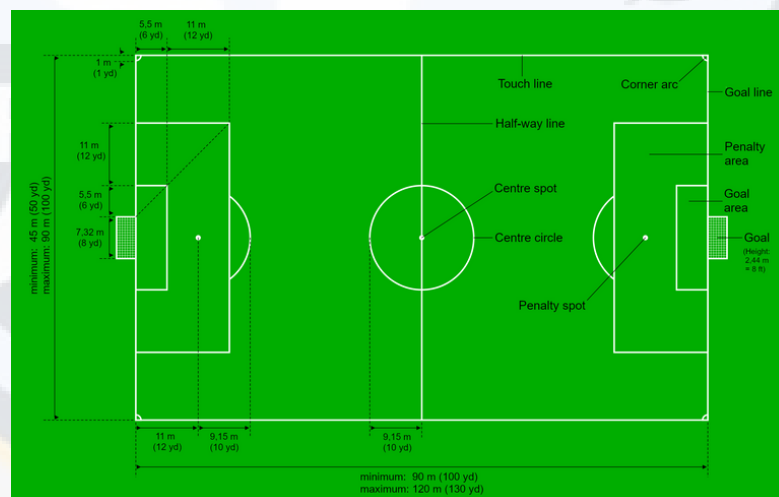 5.5 m
(6 yd)
11 m
(12 yd)
1 m
(1 yd)
Touch line
Corner arc
Goal line
Half-way line
11 m
(12 yd)
Penalty
area
5.5 m
(6 yd)
Centre spot
Goal
area
minimum: 45 m (50 yd)
maximum: 90 m (100 yd)
7,32 m
(8 yd)
Centre circle
Goal
(Height:
2,44 m
= 8 ft)
Penalty spot
11 m
(12 yd)
9,15 m
(10 yd)
9,15 m
(10 yd)
minimum: 90 m (100 yd)
maximum: 120 m (130 yd)